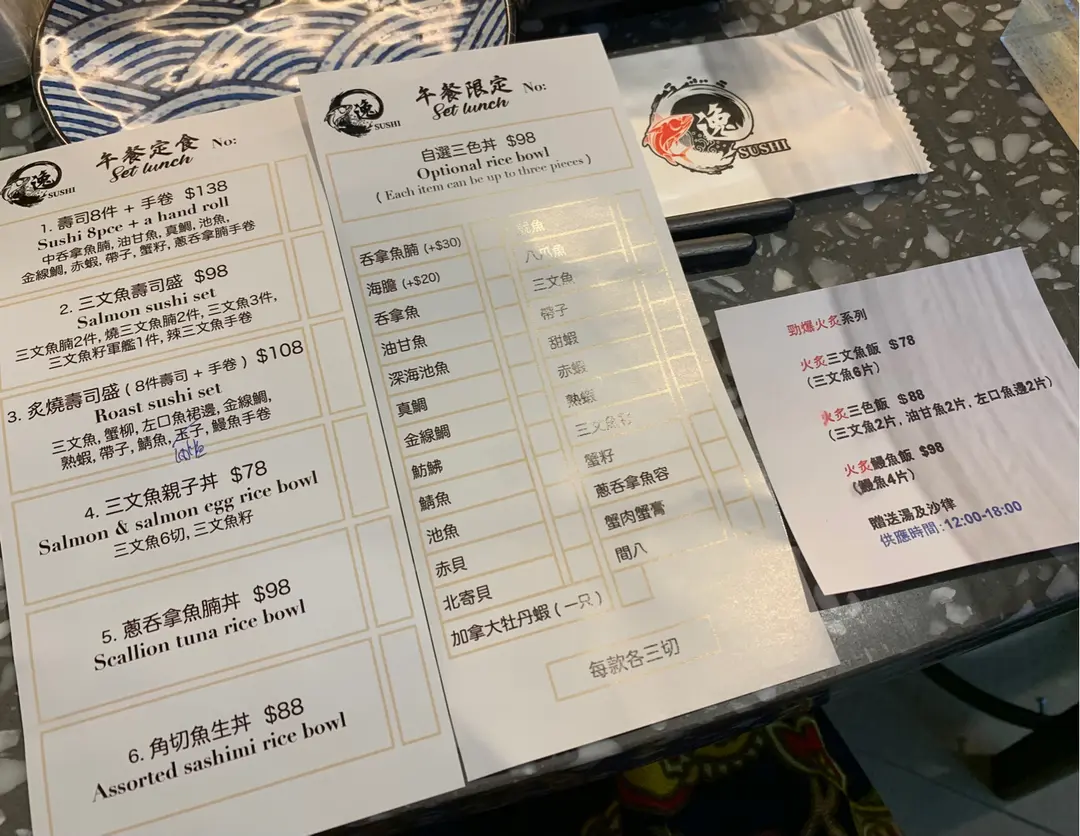 逸
SUSHI
午餐定食 No:
Set lunch
1. 壽司8件 + 手卷 $138
Sushi 8pce + a hand roll
中吞拿魚腩, 油甘魚, 真鯛, 池魚,
金線鯛, 赤蝦, 帶子, 蟹籽, 蔥吞拿腩手卷
2. 三文魚壽司盛 $98
Salmon sushi set
三文魚腩2件, 燒三文魚腩2件, 三文魚3件,
三文魚籽軍艦1件, 辣三文魚手卷
3. 炙燒壽司盛 ( 8件壽司 + 手卷 ) $108
Roast sushi set
三文魚, 蟹柳, 左口魚裙邊, 金線鯛,
熟蝦, 帶子, 鯖魚, 玉子, 鰻魚手卷
4. 三文魚親子丼 $78
Salmon & salmon egg rice bowl
三文魚6切, 三文魚籽
5. 蔥吞拿魚腩丼 $98
Scallion tuna rice bowl
6. 角切魚生丼 $88
Assorted sashimi rice bowl
逸
SUSHI
午餐限定 No:
Set lunch
自選三色丼 $98
Optional rice bowl
( Each item can be up to three pieces )
吞拿魚腩 (+$30)
海膽 (+$20)
吞拿魚
油甘魚
深海池魚
真鯛
金線鯛
魴鮄
鯖魚
池魚
赤貝
北寄貝
加拿大牡丹蝦 ( 一只 )
八爪魚
三文魚
帶子
甜蝦
赤蝦
熟蝦
三文魚籽
蟹籽
蔥吞拿魚容
蟹肉蟹膏
間八
每款各三切
逸
SUSHI
勁爆火炙系列
火炙三文魚飯 $78
(三文魚6片)
火炙三色飯 $88
(三文魚2片, 油甘魚2片, 左口魚邊2片)
火炙鰻魚飯 $98
(鰻魚4片)
贈送湯及沙律
供應時間:12:00-18:00